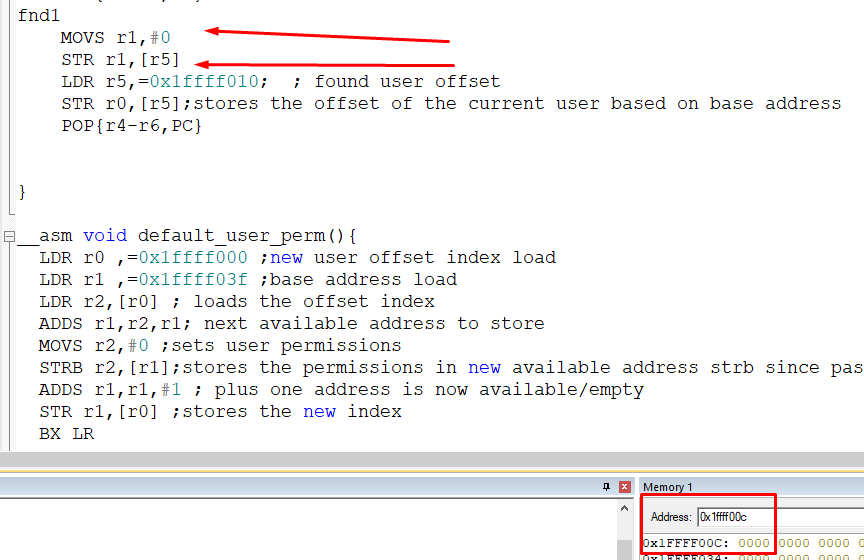 fnd1
MOVS r1,#0
STR r1,[r5]
LDR r5,=0x1ffff010; ; found user offset
STR r0,[r5];stores the offset of the current user based on base address
POP{r4-r6,PC}
}
__asm void default_user_perm(){
LDR r0 ,=0x1ffff000 ;new user offset index load
LDR r1 ,=0x1ffff03f ;base address load
LDR r2,[r0] ; loads the offset index
ADDS r1,r2,r1; next available address to store
MOVS r2,#0 ;sets user permissions
STRB r2,[r1];stores the permissions in new available address strb since pas
ADDS r1,r1,#1 ; plus one address is now available/empty
STR r1,[r0] ;stores the new index
BX LR
Memory 1
Address: 0x1ffff00c
0x1FFFF00C: 0000 0000 0000 0